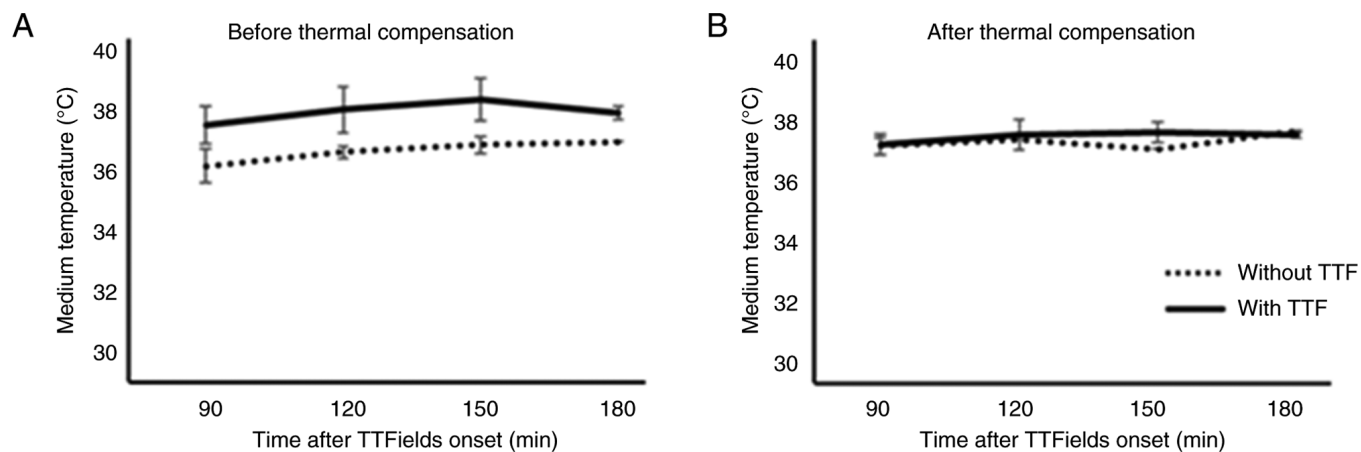 A
Before thermal compensation
Medium temperature (°C)
40
38
36
34
32
30
90 120 150 180
Time after TTFields onset (min)
B
After thermal compensation
Medium temperature (°C)
40
38
36
34
32
30
Without TTF
With TTF
90 120 150 180
Time after TTFields onset (min)